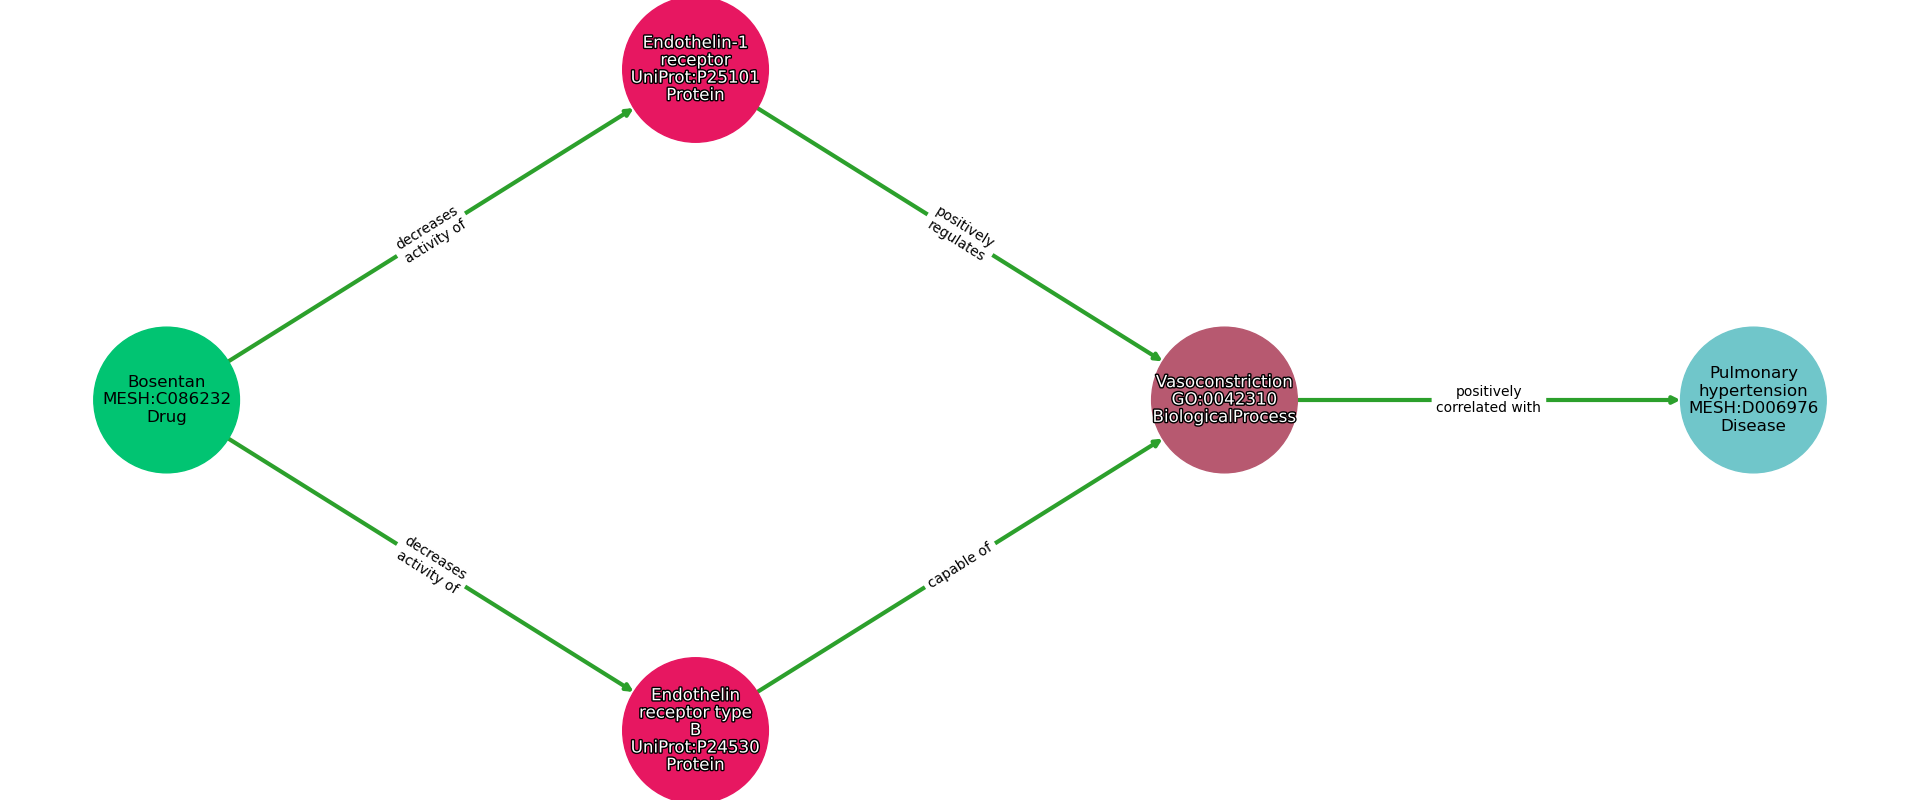 Endothelin-1
receptor
UniProt:P25101
Protein
decreases
activity of
positively
regulates
Bosentan
MESH:C086232
Drug
Vasoconstriction
GO:0042310
BiologicalProcess
positively
correlated with
Pulmonary
hypertension
MESH:D006976
Disease
decreases
activity of
capable of
Endothelin
receptor type
B
UniProt:P24530
Protein